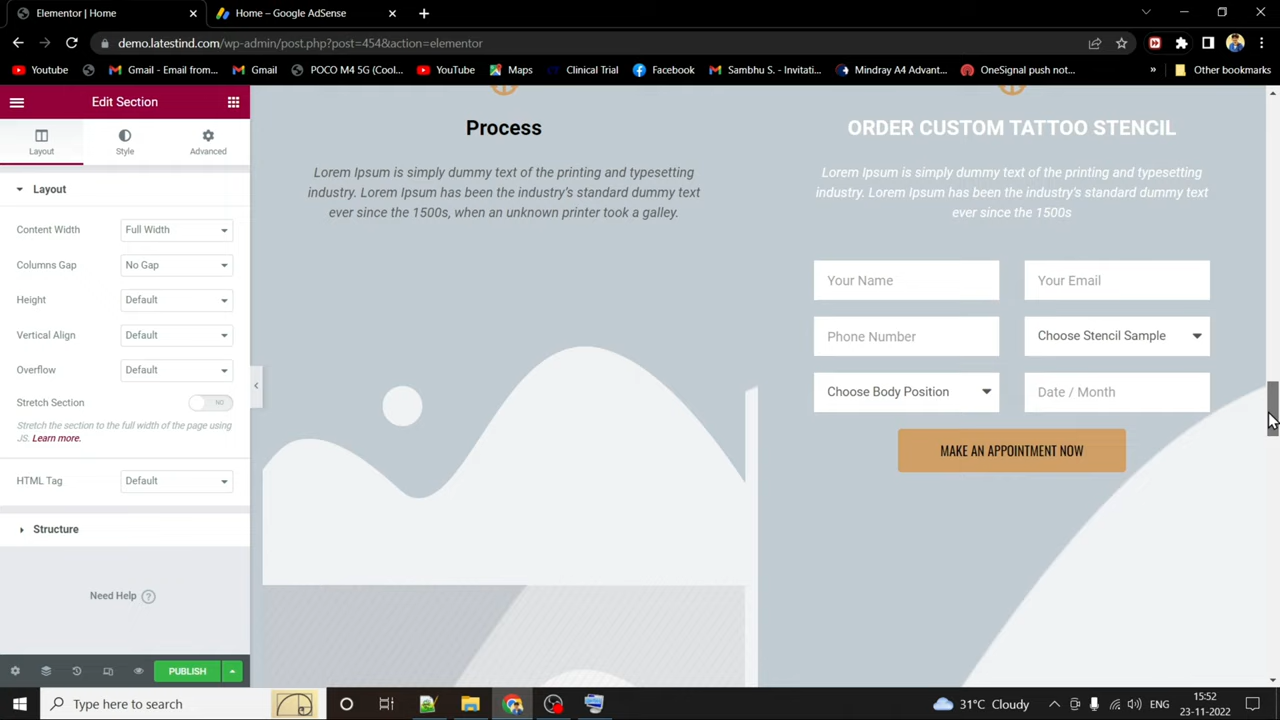 Elementor | Home
Home – Google AdSense
demo.latestind.com/wp-admin/post.php?post=454&action=elementor
Youtube
Gmail - Email from...
Gmail
POCO M4 5G (Coel...
YouTube
Maps
Clinical Trial
Facebook
Sambhu S. - Invitati...
Mindray A4 Advant...
OneSignal push not...
»
Other bookmarks
Edit Section
Layout
Style
Advanced
Layout
Content Width
Full Width
Columns Gap
No Gap
Height
Default
Vertical Align
Default
Overflow
Default
Stretch Section
NO
Stretch the section to the full width of the page using
JS. Learn more.
HTML Tag
Default
Structure
Need Help
PUBLISH
Process
Lorem Ipsum is simply dummy text of the printing and typesetting
industry. Lorem Ipsum has been the industry's standard dummy text
ever since the 1500s, when an unknown printer took a galley.
ORDER CUSTOM TATTOO STENCIL
Lorem Ipsum is simply dummy text of the printing and typesetting
industry. Lorem Ipsum has been the industry's standard dummy text
ever since the 1500s
Your Name
Your Email
Phone Number
Choose Stencil Sample
Choose Body Position
Date / Month
MAKE AN APPOINTMENT NOW
Type here to search
31°C Cloudy
ENG
15:52
23-11-2022